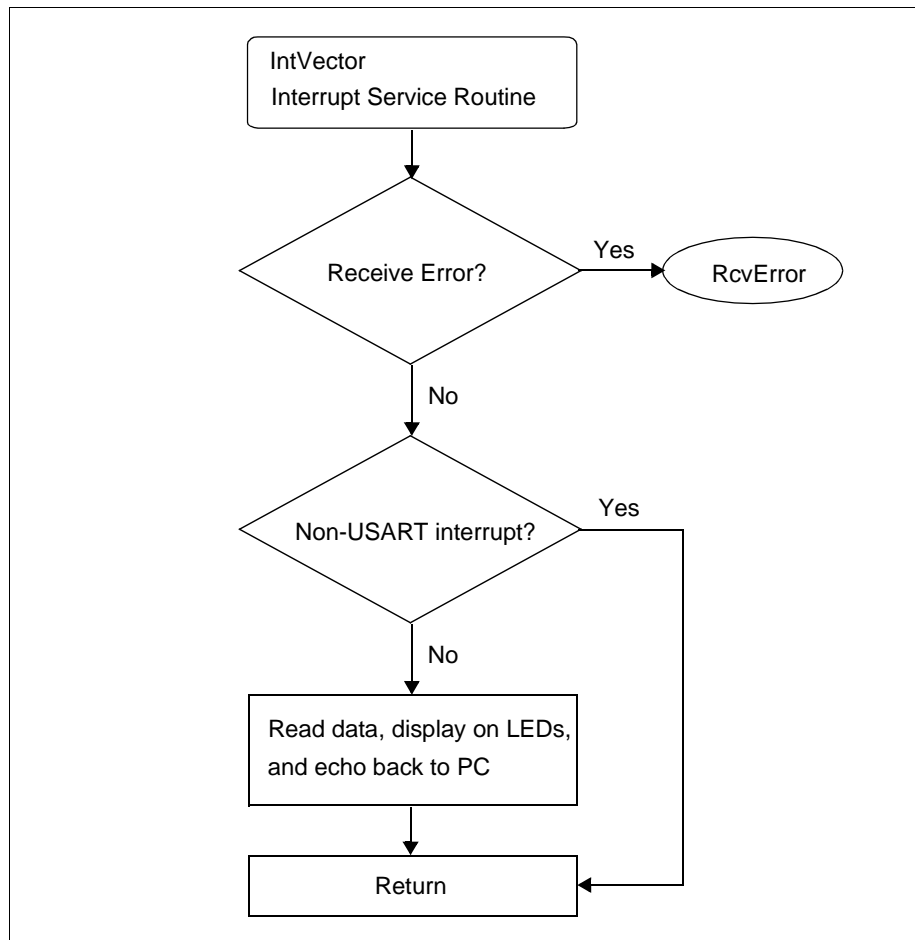 IntVector
Interrupt Service Routine
Receive Error?
Yes
RcvError
No
Non-USART interrupt?
Yes
No
Read data, display on LEDs,
and echo back to PC
Return